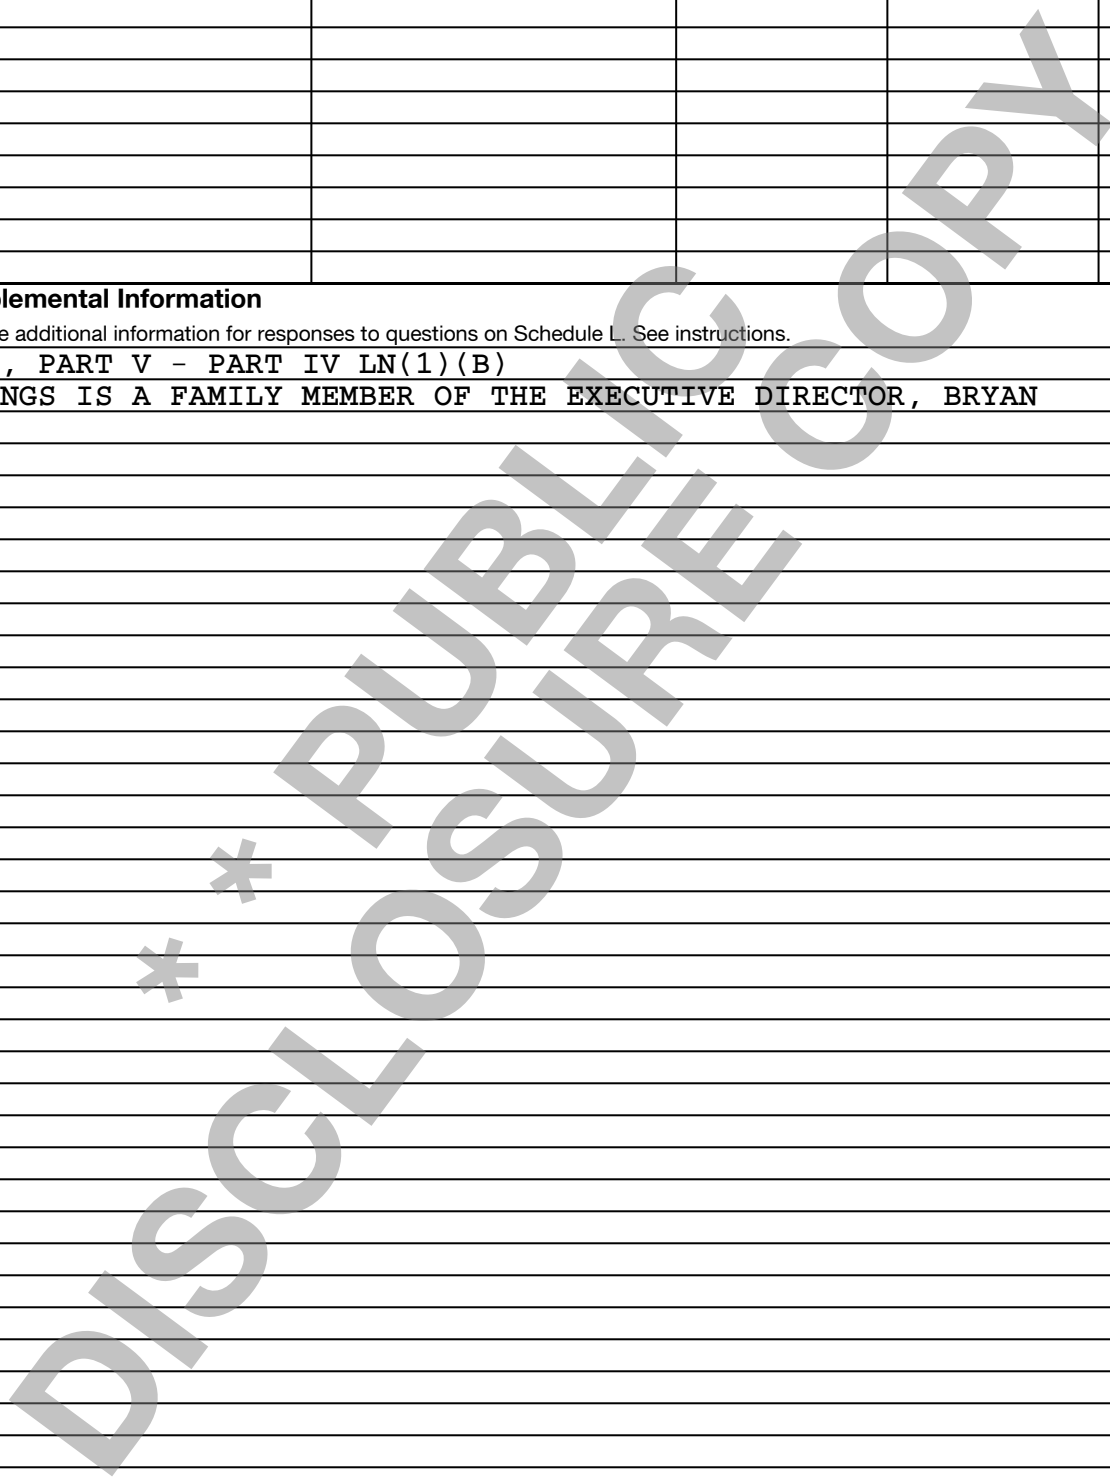 plemental Information
e additional information for responses to questions on Schedule L. See instructions.
, PART V - PART IV LN(1)(B)
NGS IS A FAMILY MEMBER OF THE EXECUTIVE DIRECTOR, BRYAN
* * PUBLIC
DISCLOSURE COPY